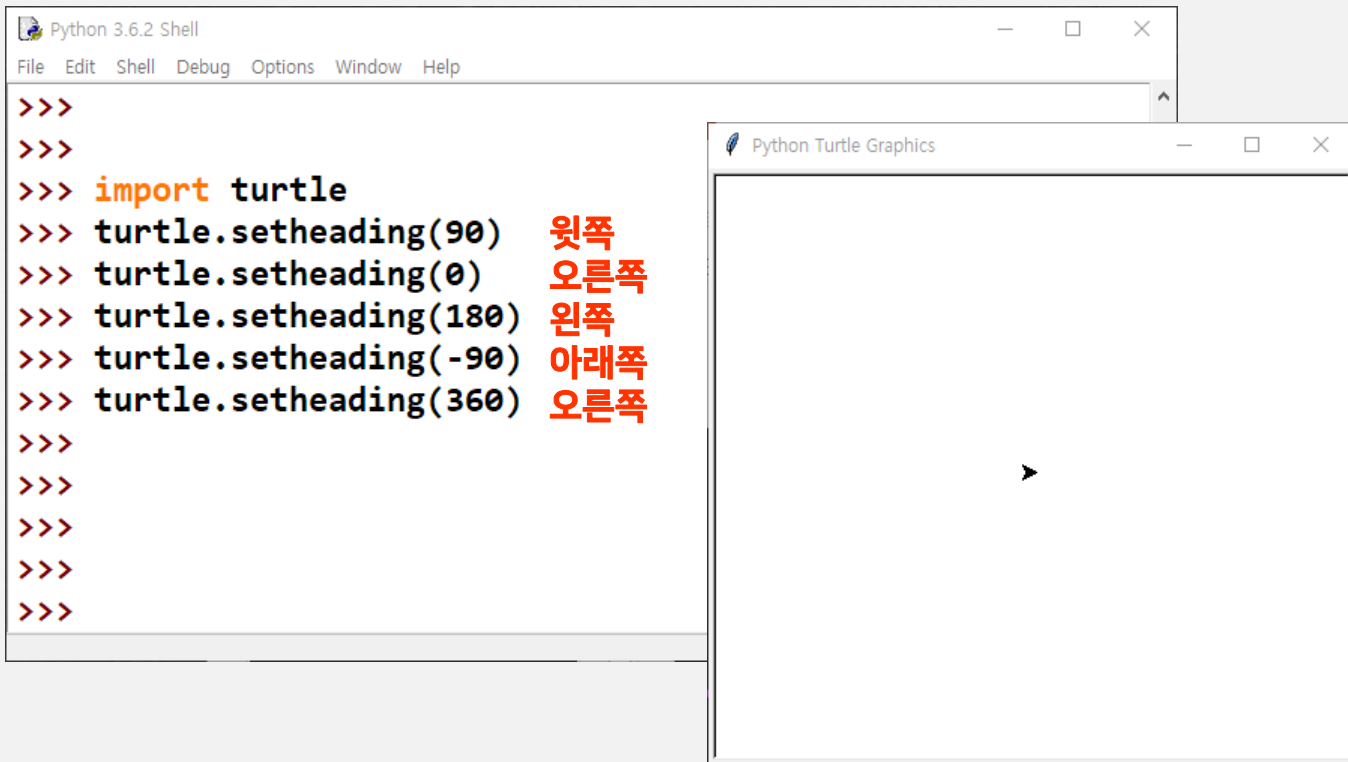 Python 3.6.2 Shell
File Edit Shell Debug Options Window Help
>>>
>>>
>>> import turtle
>>> turtle.setheading(90) 윗쪽
>>> turtle.setheading(0) 오른쪽
>>> turtle.setheading(180) 왼쪽
>>> turtle.setheading(-90) 아래쪽
>>> turtle.setheading(360) 오른쪽
>>>
>>>
>>>
>>>
>>>
Python Turtle Graphics